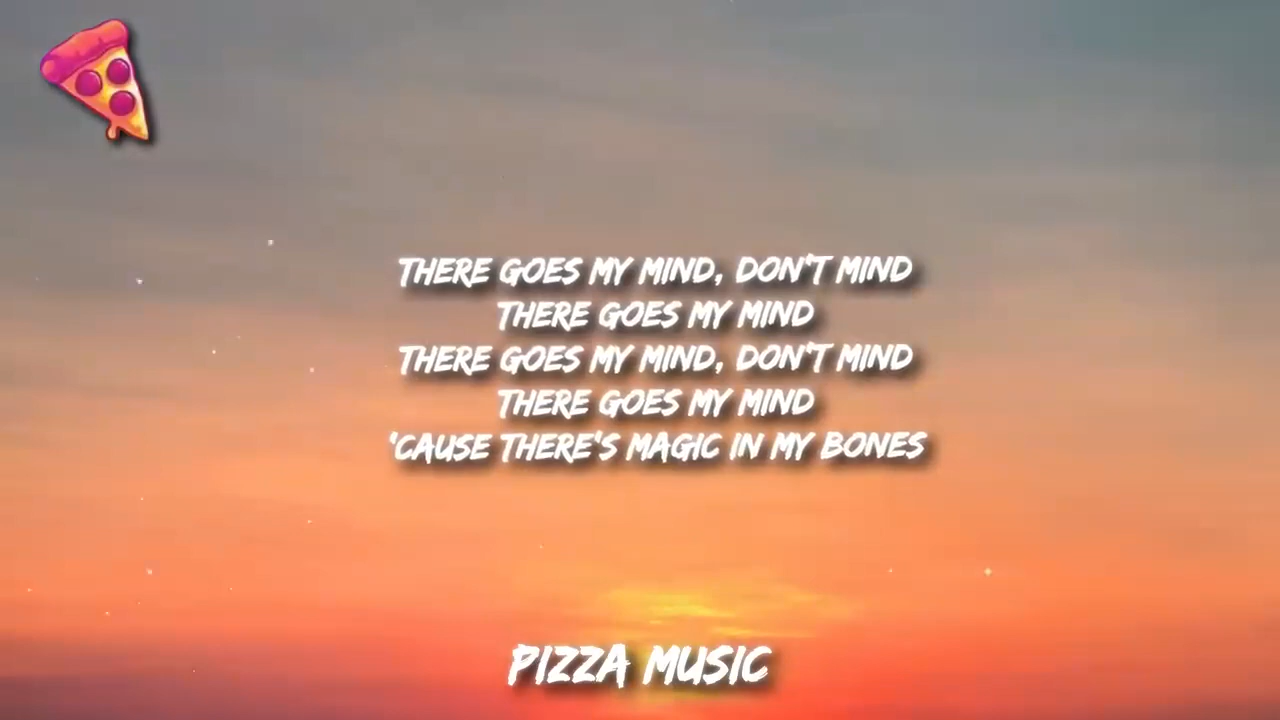 THERE GOES MY MIND, DON'T MIND
THERE GOES MY MIND
THERE GOES MY MIND, DON'T MIND
THERE GOES MY MIND
'CAUSE THERE'S MAGIC IN MY BONES
PIZZA MUSIC